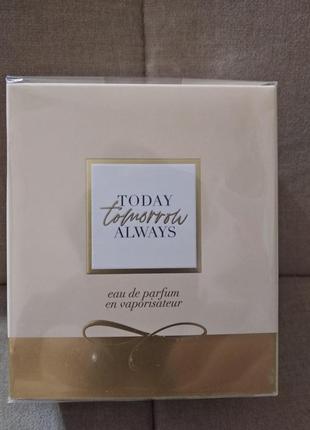 TODAY
tomorrow
ALWAYS
eau de parfum
en vaporisateur